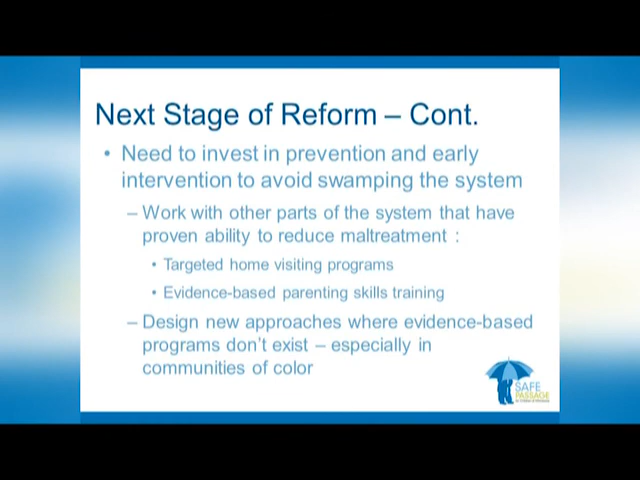 Next Stage of Reform – Cont.
• Need to invest in prevention and early
intervention to avoid swamping the system
– Work with other parts of the system that have
proven ability to reduce maltreatment :
• Targeted home visiting programs
• Evidence-based parenting skills training
– Design new approaches where evidence-based
programs don't exist – especially in
communities of color
SAFE
PASSAGE